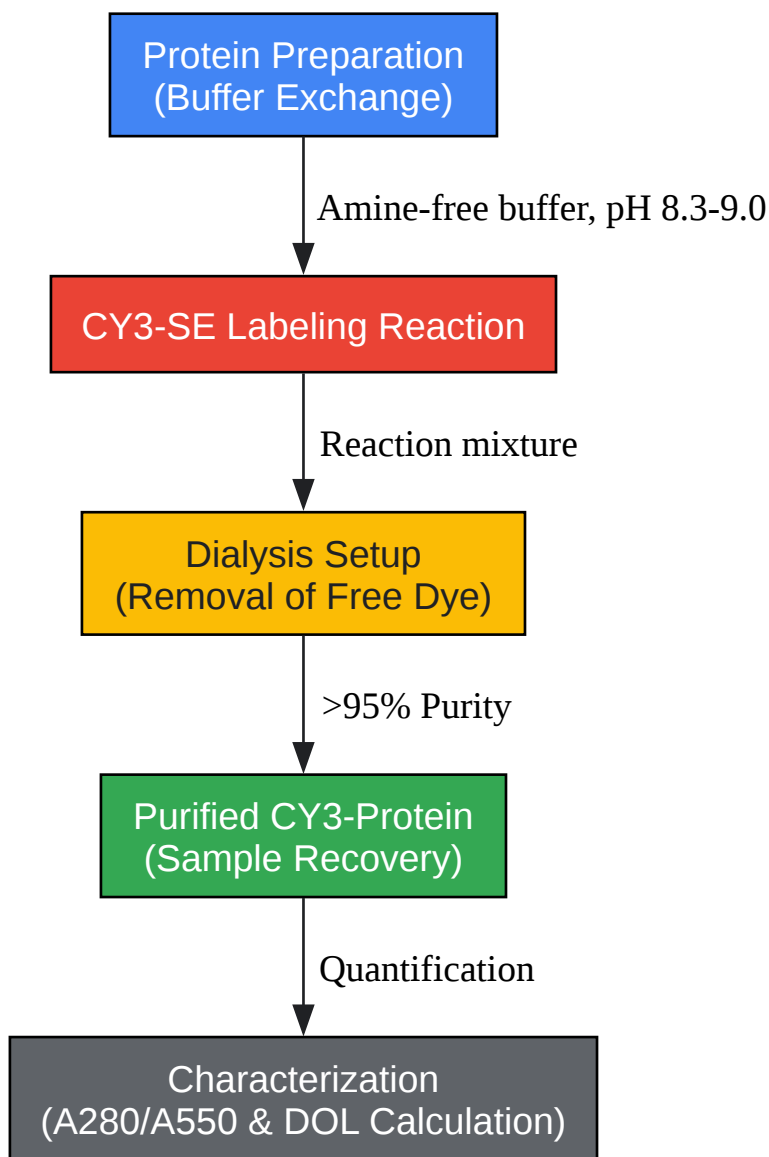 Protein Preparation
(Buffer Exchange)
Amine-free buffer, pH 8.3-9.0
CY3-SE Labeling Reaction
Reaction mixture
Dialysis Setup
(Removal of Free Dye)
>95% Purity
Purified CY3-Protein
(Sample Recovery)
Quantification
Characterization
(A280/A550 & DOL Calculation)